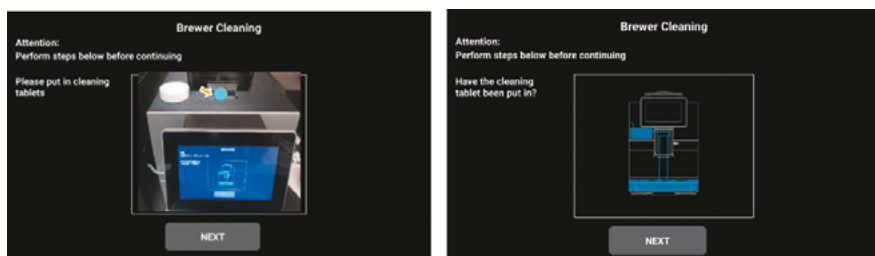 Brewer Cleaning
Attention:
Perform steps below before continuing
Please put in cleaning
tablets
NEXT
Brewer Cleaning
Attention:
Perform steps below before continuing
Have the cleaning
tablet been put in?
NEXT